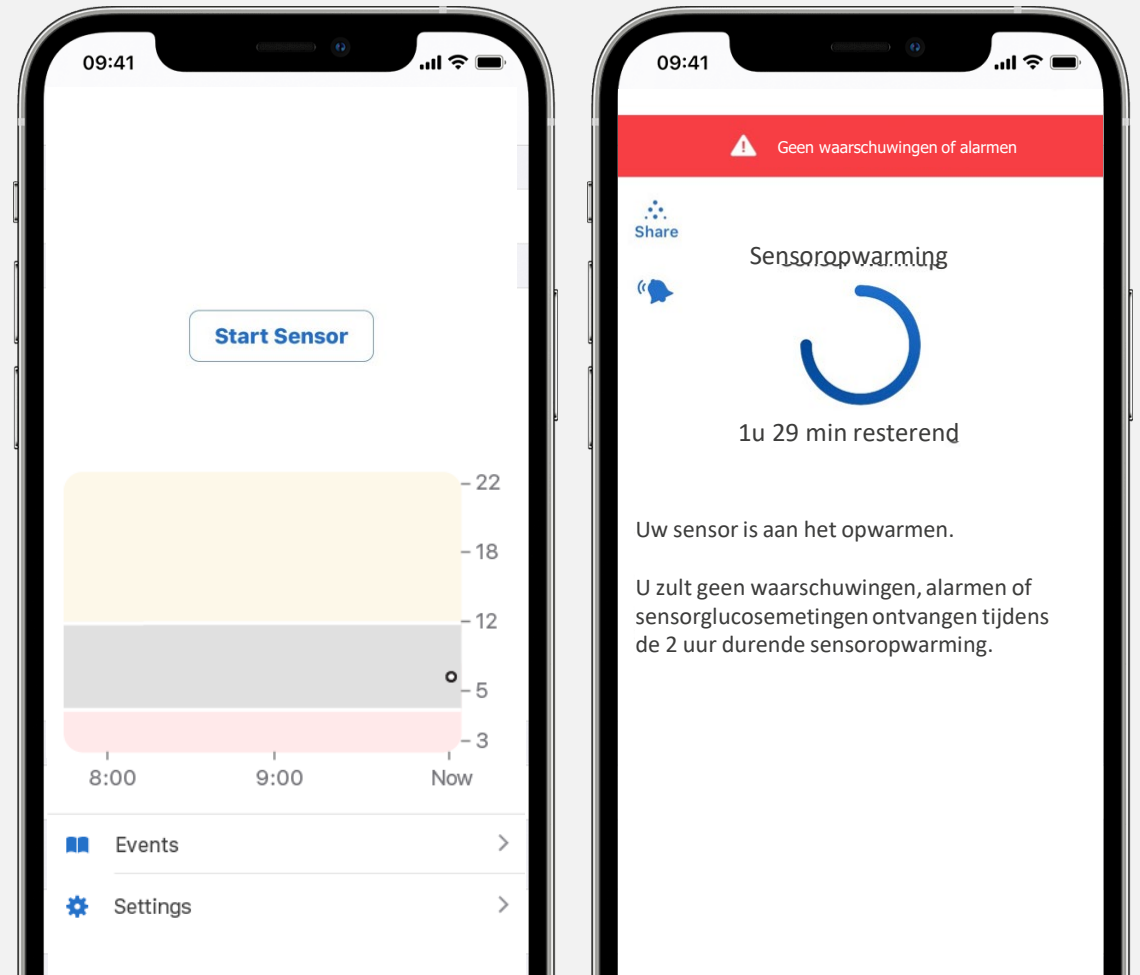 09:41
Start Sensor
22
18
12
5
3
8:00 9:00 Now
Events
Settings
09:41
Geen waarschuwingen of alarmen
Share
Sensoropwarming
1u 29 min resterend
Uw sensor is aan het opwarmen.
U zult geen waarschuwingen, alarmen of
sensorglucosemetingen ontvangen tijdens
de 2 uur durende sensoropwarming.